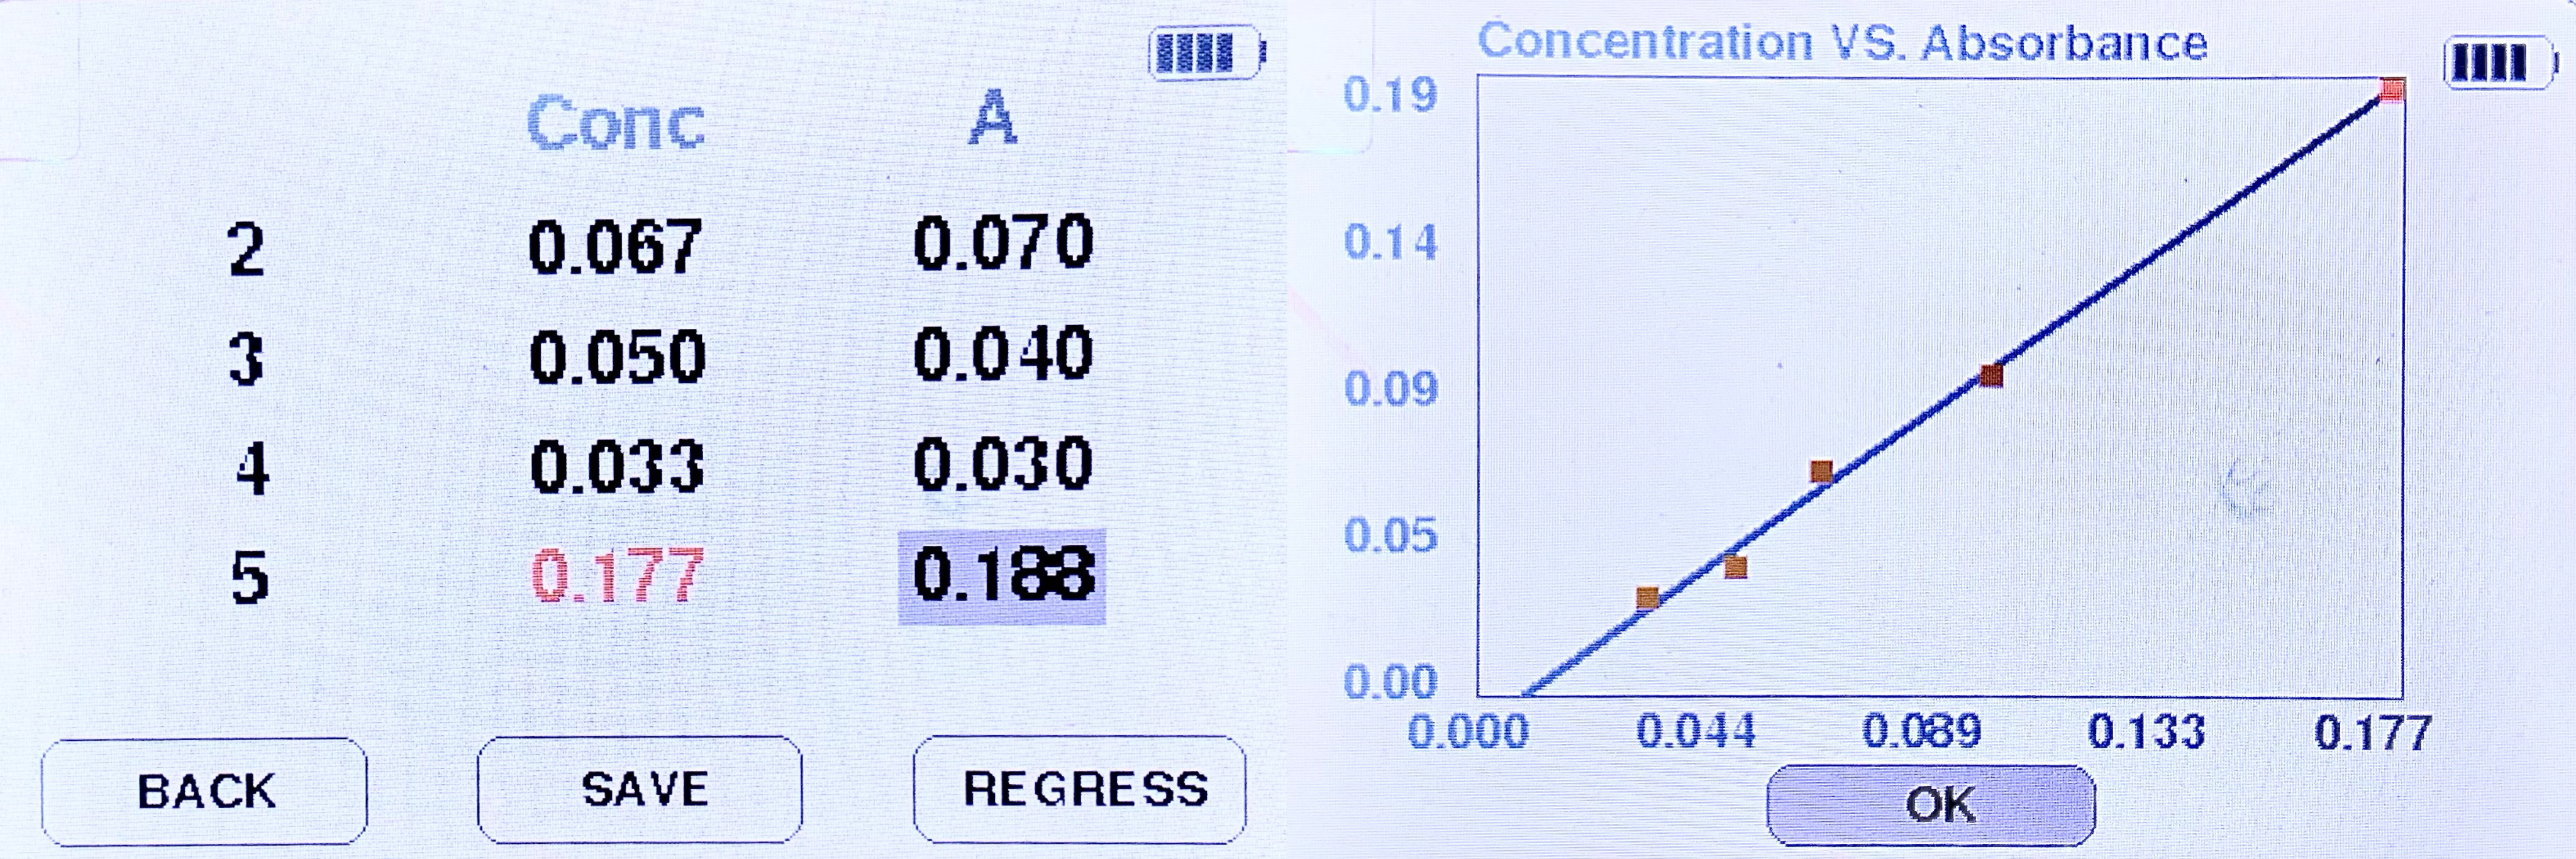 Conc A
2 0.067 0.070
3 0.050 0.040
4 0.033 0.030
5 0.177 0.188
BACK SAVE REGRESS
Concentration VS. Absorbance
0.19
0.14
0.09
0.05
0.00
0.000 0.044 0.089 0.133 0.177
OK